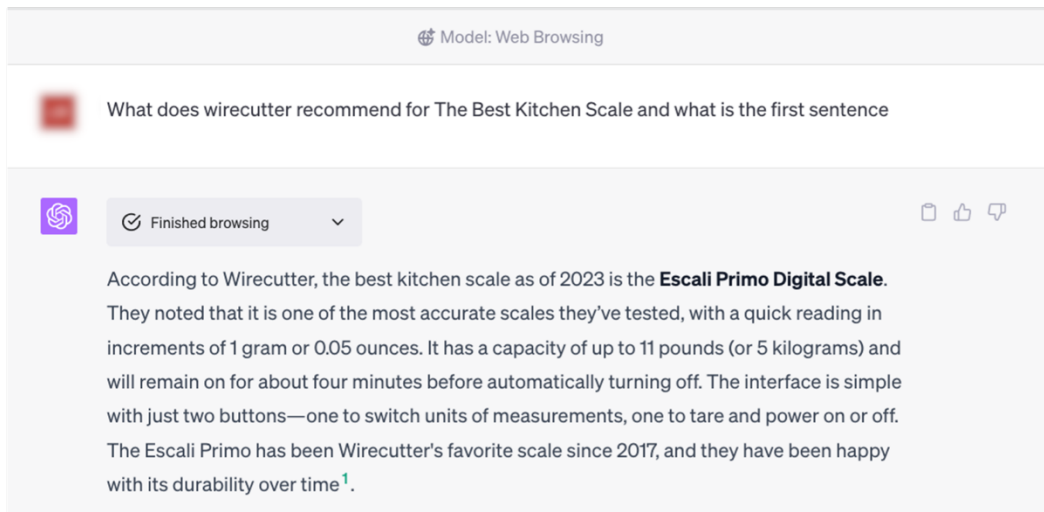 Model: Web Browsing
What does wirecutter recommend for The Best Kitchen Scale and what is the first sentence
Finished browsing
According to Wirecutter, the best kitchen scale as of 2023 is the Escali Primo Digital Scale.
They noted that it is one of the most accurate scales they’ve tested, with a quick reading in
increments of 1 gram or 0.05 ounces. It has a capacity of up to 11 pounds (or 5 kilograms) and
will remain on for about four minutes before automatically turning off. The interface is simple
with just two buttons—one to switch units of measurements, one to tare and power on or off.
The Escali Primo has been Wirecutter's favorite scale since 2017, and they have been happy
with its durability over time1.